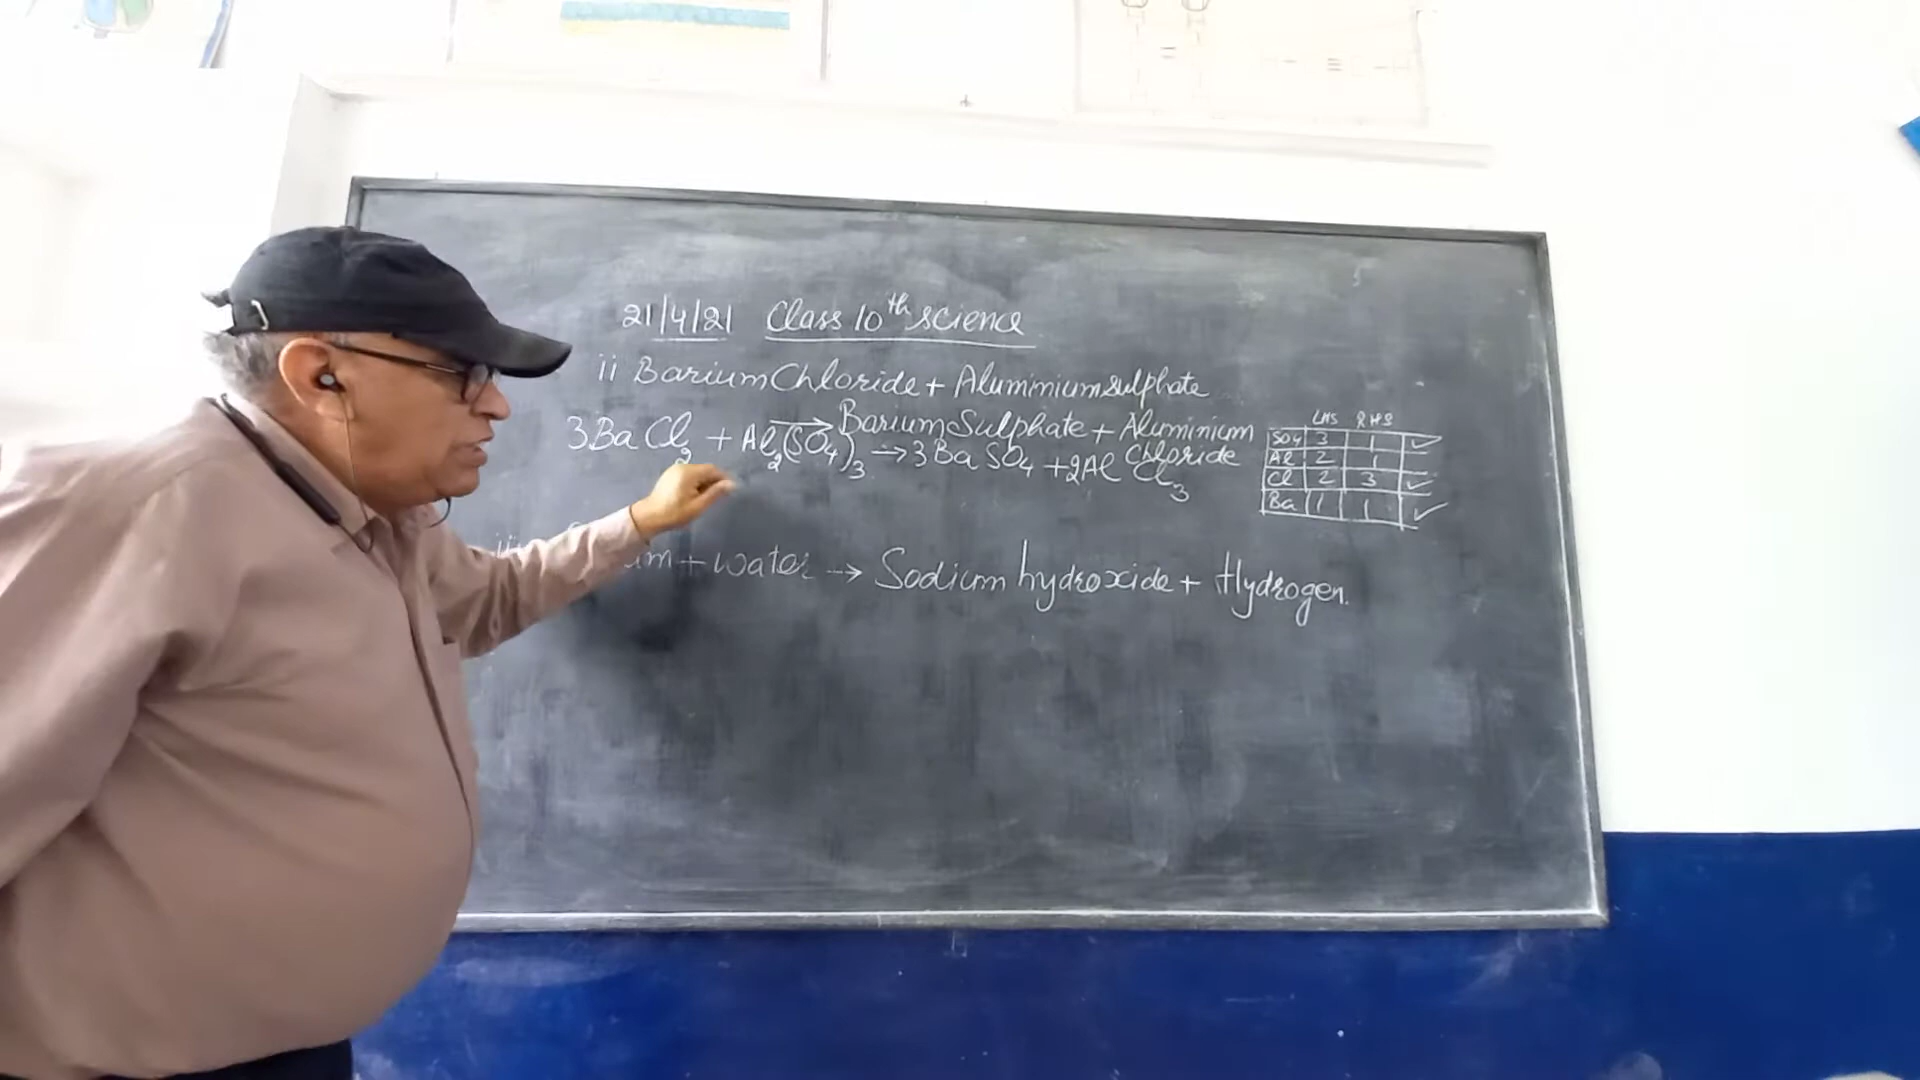 21/4/21 Class 10th science
ii Barium Chloride + Aluminium sulphate
→ Barium Sulphate + Aluminium Chloride
3BaCl2 + Al2(SO4)3 → 3BaSO4 + 2AlCl3
LHS RHS
SO4 3 1 ✓
Al 2 1
Cl 2 3 ✓
Ba 1 1 ✓
+ water → Sodium hydroxide + Hydrogen.